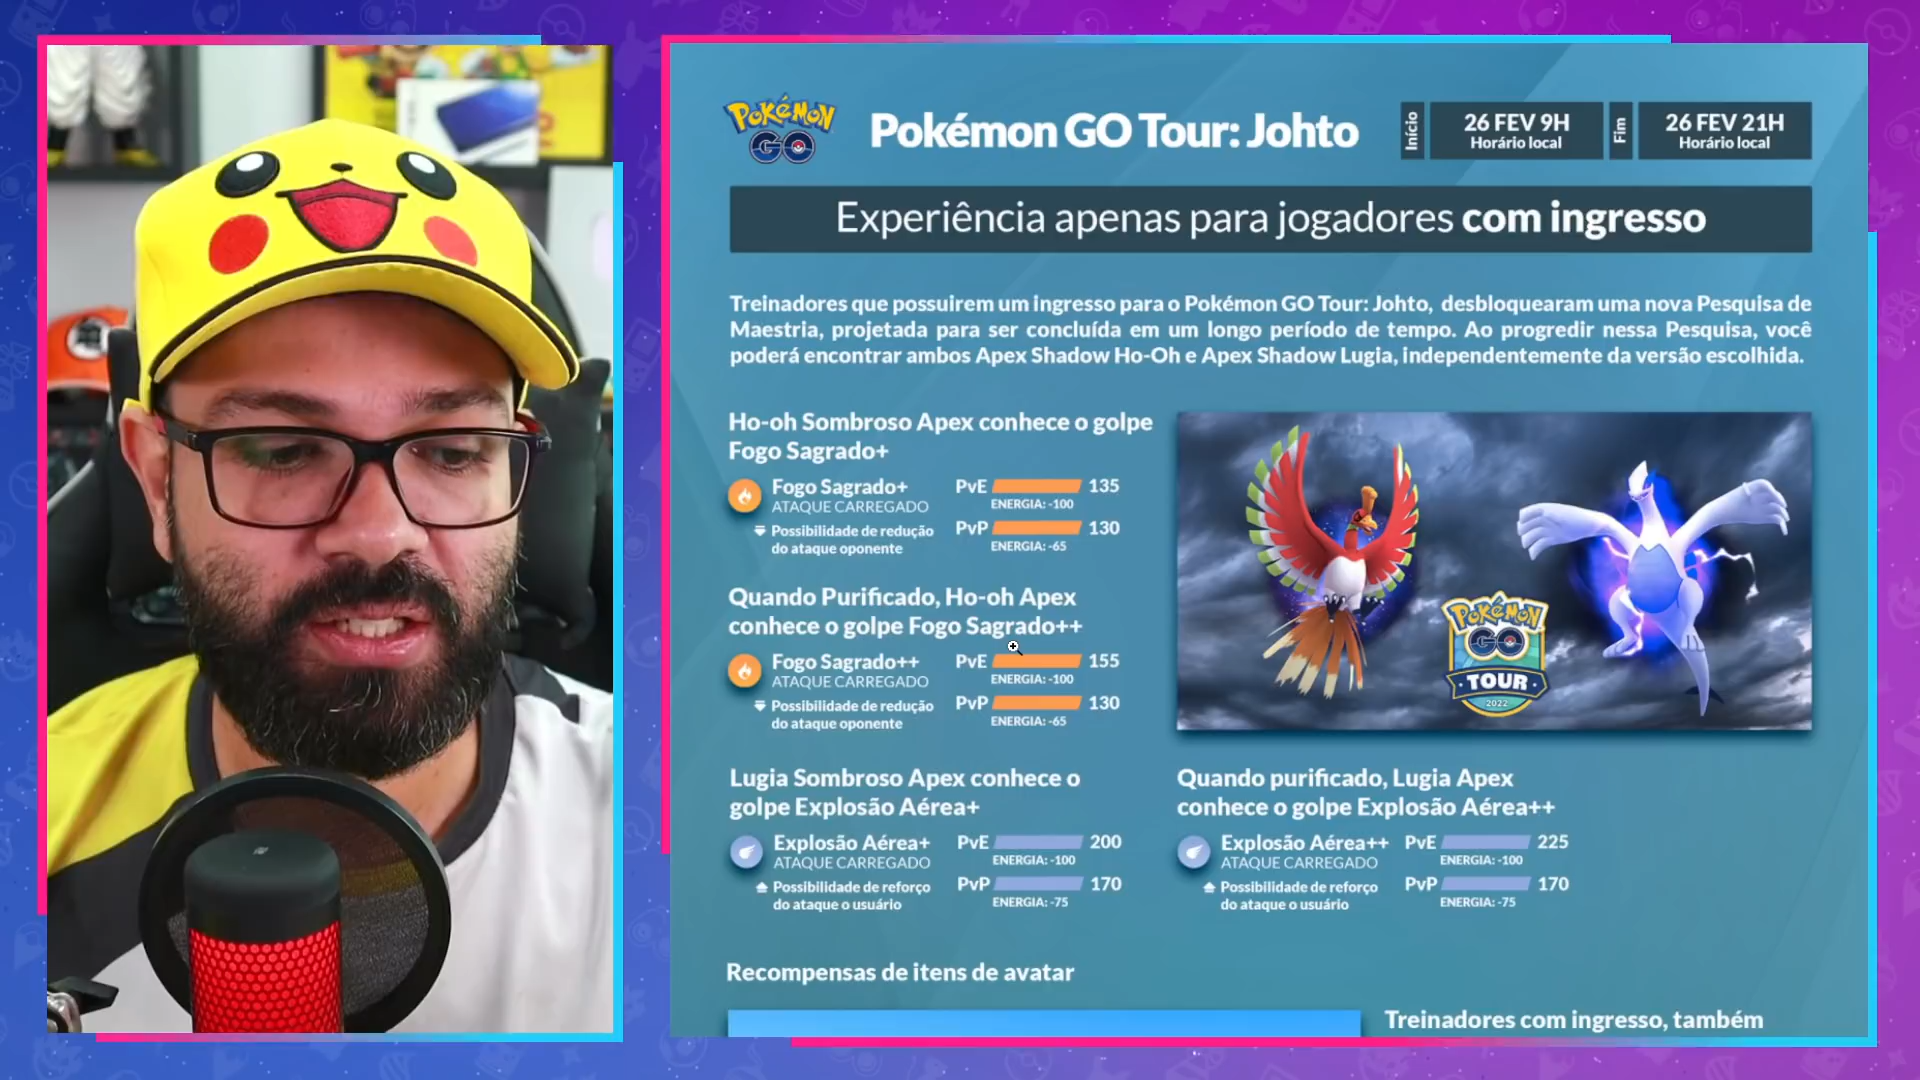 POKÉMON
GO
Pokémon GO Tour: Johto
Início
26 FEV 9H
Horário local
Fim
26 FEV 21H
Horário local
Experiência apenas para jogadores com ingresso
Treinadores que possuirem um ingresso para o Pokémon GO Tour: Johto, desbloquearam uma nova Pesquisa de
Maestria, projetada para ser concluída em um longo período de tempo. Ao progredir nessa Pesquisa, você
poderá encontrar ambos Apex Shadow Ho-Oh e Apex Shadow Lugia, independentemente da versão escolhida.
Ho-oh Sombroso Apex conhece o golpe
Fogo Sagrado+
Fogo Sagrado+
ATAQUE CARREGADO
Possibilidade de redução
do ataque oponente
PvE 135
ENERGIA: -100
PvP 130
ENERGIA: -65
Quando Purificado, Ho-oh Apex
conhece o golpe Fogo Sagrado++
Fogo Sagrado++
ATAQUE CARREGADO
Possibilidade de redução
do ataque oponente
PvE 155
ENERGIA: -100
PvP 130
ENERGIA: -65
POKÉMON
GO
TOUR
2022
Lugia Sombroso Apex conhece o
golpe Explosão Aérea+
Explosão Aérea+
ATAQUE CARREGADO
Possibilidade de reforço
do ataque o usuário
PvE 200
ENERGIA: -100
PvP 170
ENERGIA: -75
Quando purificado, Lugia Apex
conhece o golpe Explosão Aérea++
Explosão Aérea++
ATAQUE CARREGADO
Possibilidade de reforço
do ataque o usuário
PvE 225
ENERGIA: -100
PvP 170
ENERGIA: -75
Recompensas de itens de avatar
Treinadores com ingresso, também